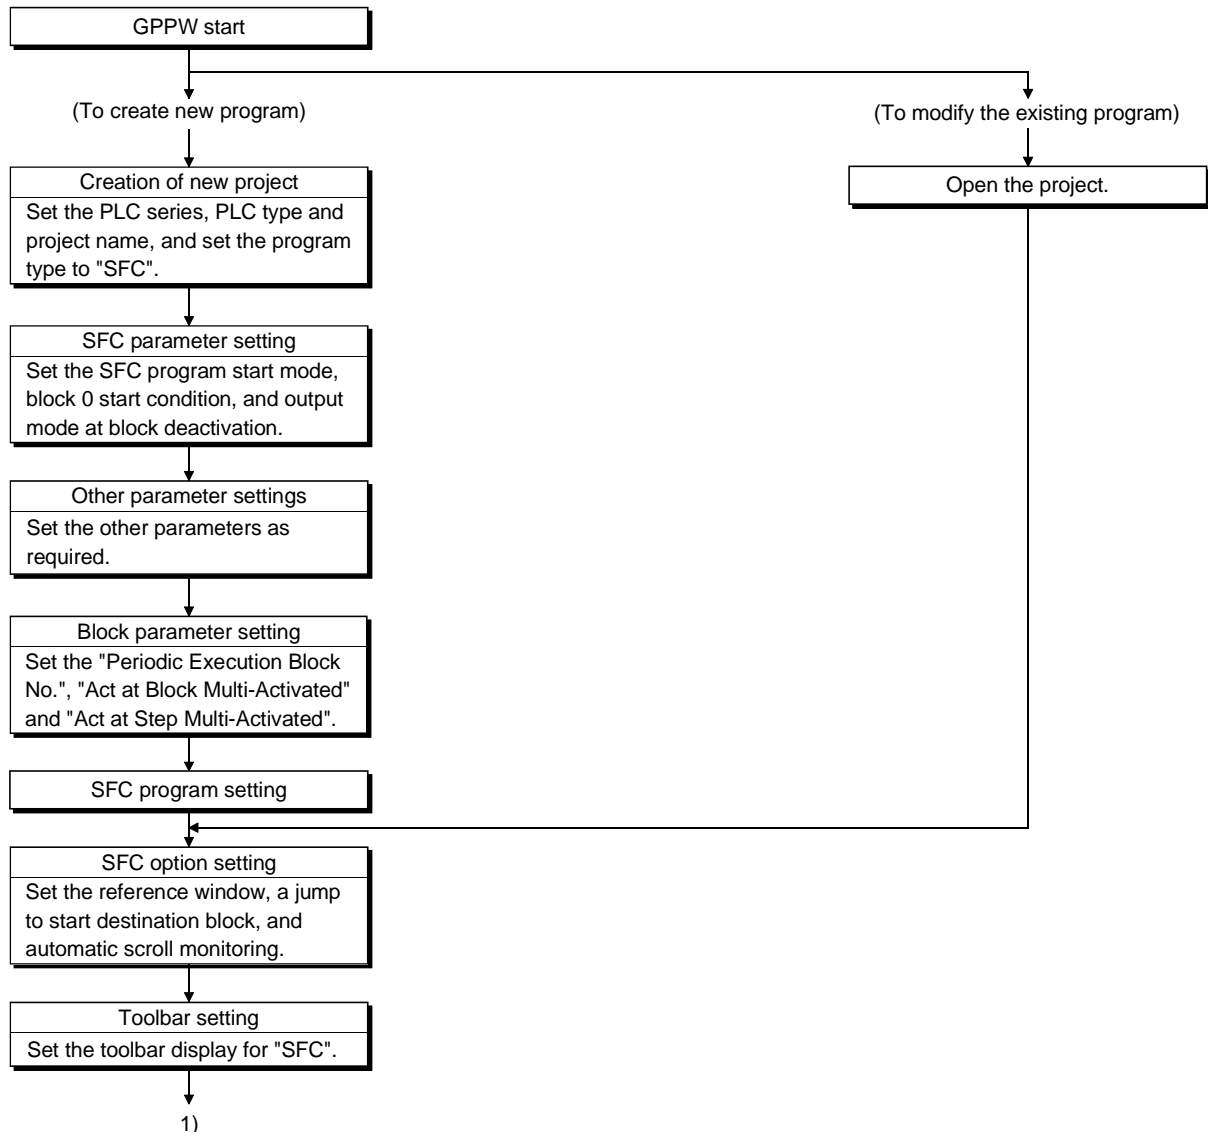 GPPW start
(To create new program)
(To modify the existing program)
Creation of new project
Set the PLC series, PLC type and
project name, and set the program
type to "SFC".
Open the project.
SFC parameter setting
Set the SFC program start mode,
block 0 start condition, and output
mode at block deactivation.
Other parameter settings
Set the other parameters as
required.
Block parameter setting
Set the "Periodic Execution Block
No.", "Act at Block Multi-Activated"
and "Act at Step Multi-Activated".
SFC program setting
SFC option setting
Set the reference window, a jump
to start destination block, and
automatic scroll monitoring.
Toolbar setting
Set the toolbar display for "SFC".
1)